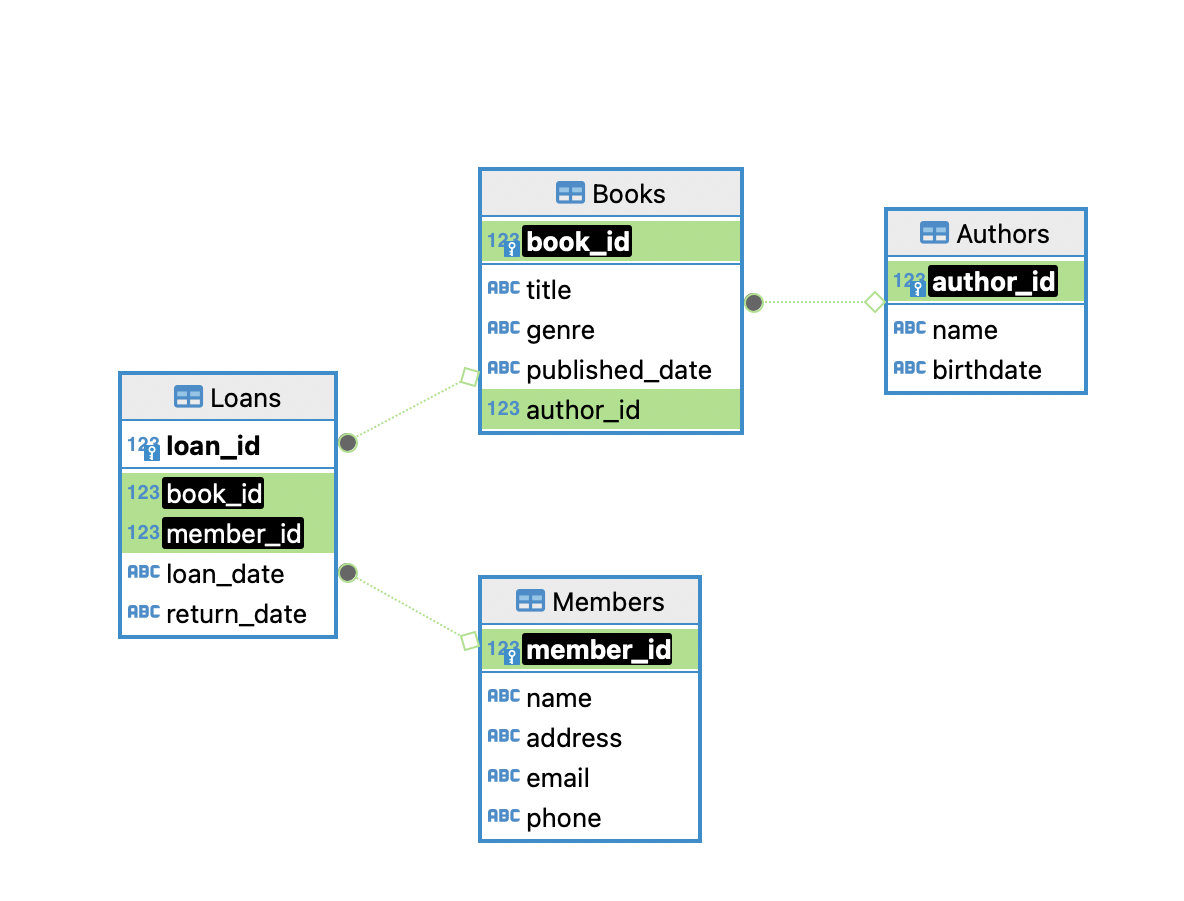 Books
123 book_id
ABC title
ABC genre
ABC published_date
123 author_id
Authors
123 author_id
ABC name
ABC birthdate
Loans
123 loan_id
123 book_id
123 member_id
ABC loan_date
ABC return_date
Members
123 member_id
ABC name
ABC address
ABC email
ABC phone